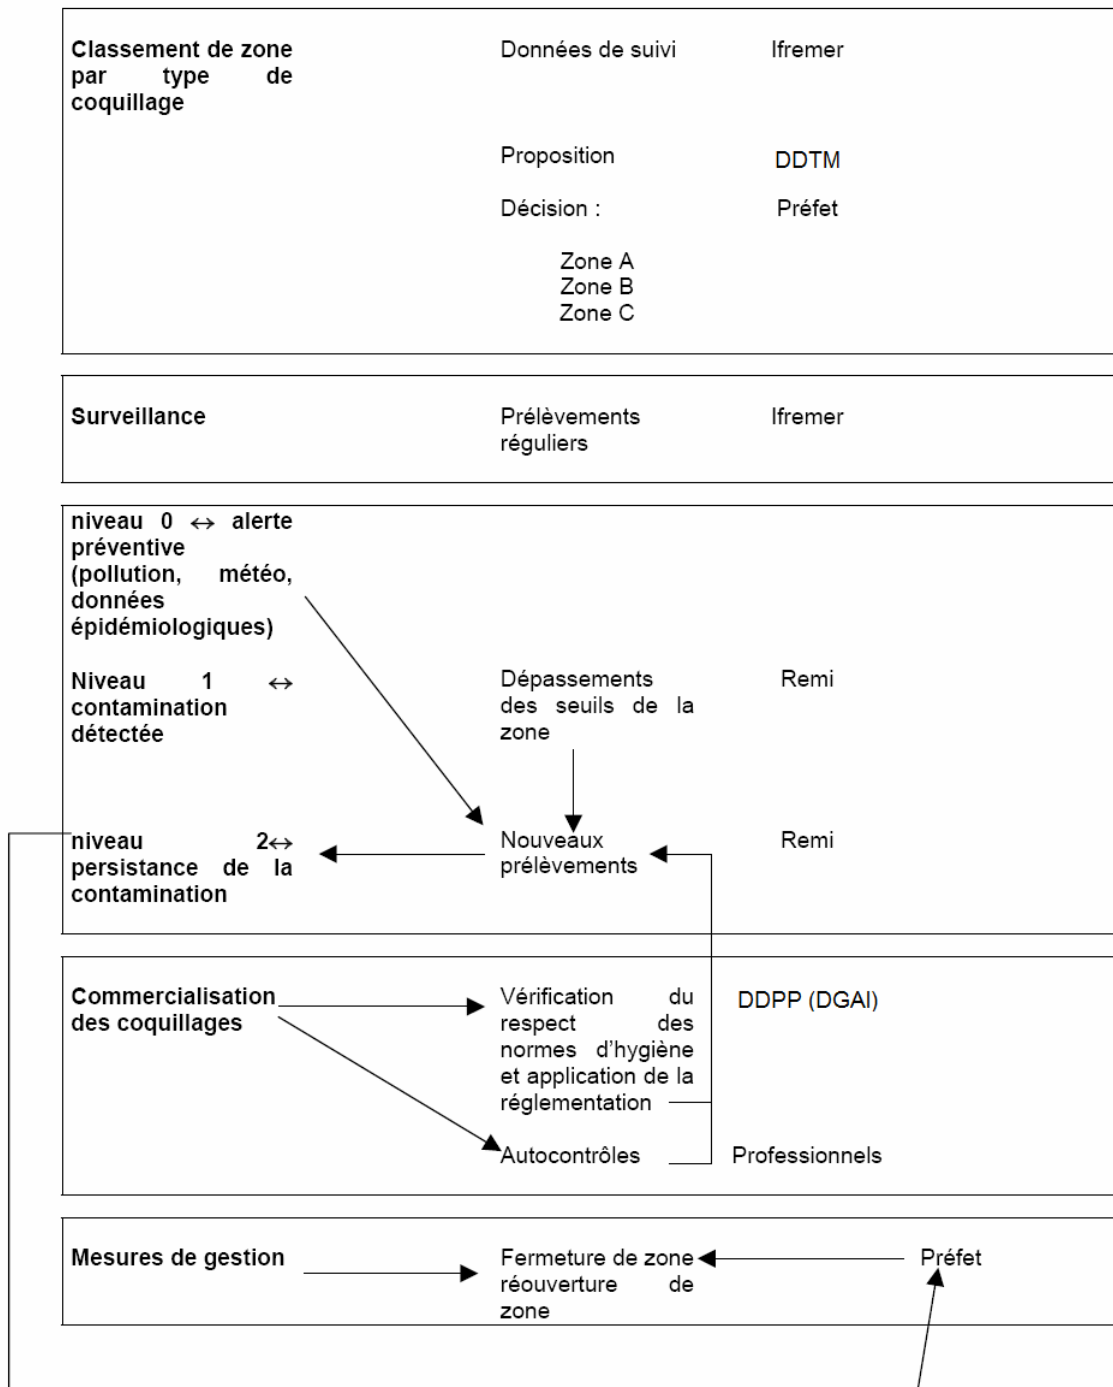 Classement de zone
par type de
coquillage
Données de suivi
Ifremer
Proposition
DDTM
Décision :
Préfet
Zone A
Zone B
Zone C
Surveillance
Prélèvements
réguliers
Ifremer
niveau 0 ↔ alerte
préventive
(pollution, météo,
données
épidémiologiques)
Niveau 1 ↔
contamination
détectée
Dépassements
des seuils de la
zone
Remi
niveau 2↔
persistance de la
contamination
Nouveaux
prélèvements
Remi
Commercialisation
des coquillages
Vérification du
respect des
normes d'hygiène
et application de la
réglementation
DDPP (DGAl)
Autocontrôles
Professionnels
Mesures de gestion
Fermeture de zone
réouverture de
zone
Préfet